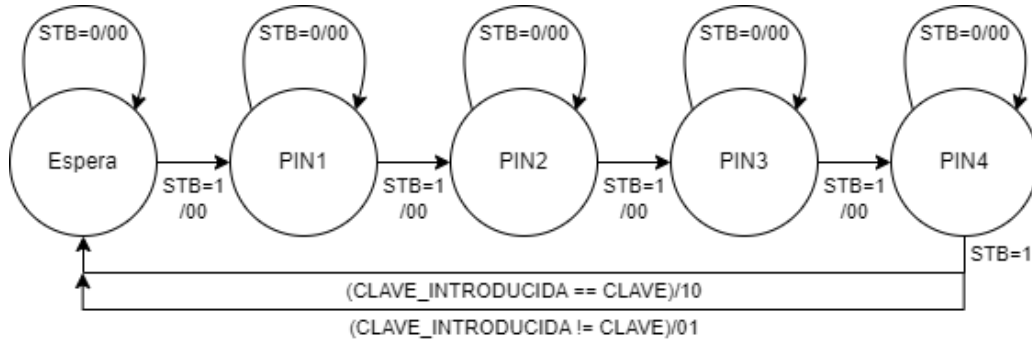 STB=0/00
STB=0/00
STB=0/00
STB=0/00
STB=0/00
Espera
PIN1
PIN2
PIN3
PIN4
STB=1
/00
STB=1
/00
STB=1
/00
STB=1
/00
STB=1
(CLAVE_INTRODUCIDA == CLAVE)/10
(CLAVE_INTRODUCIDA != CLAVE)/01